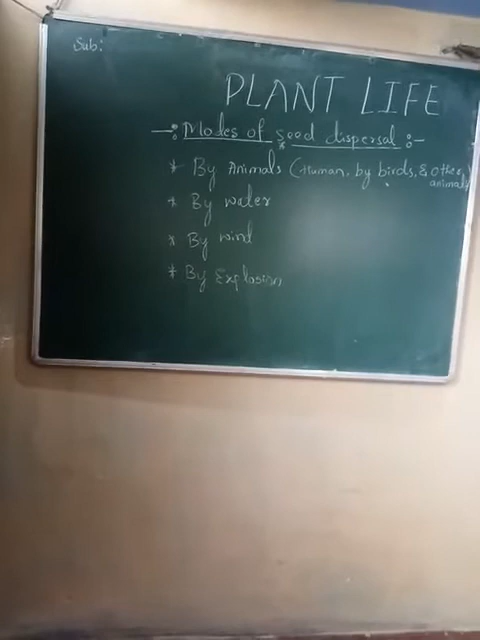 Sub:
PLANT LIFE
-: Modes of seed dispersal :-
* By Animals (Human, by birds, & other animals
* By water
* By wind
* By Explosion